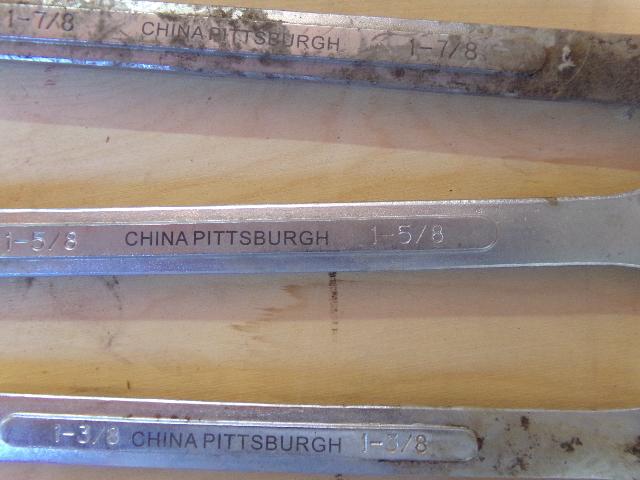 1-7/8 CHINA PITTSBURGH 1-7/8
1-5/8 CHINA PITTSBURGH 1-5/8
1-3/8 CHINA PITTSBURGH 1-3/8